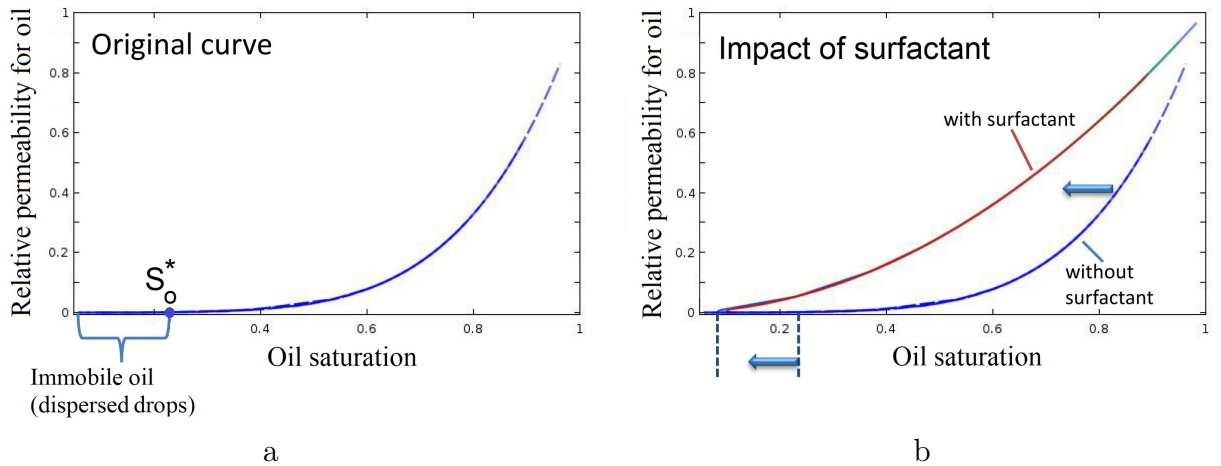 Original curve
Relative permeability for oil
1
0.8
0.6
0.4
0.2
0
S*o
0.4
0.6
0.8
1
Oil saturation
Immobile oil
(dispersed drops)
a
Impact of surfactant
Relative permeability for oil
1
0.8
0.6
0.4
0.2
0
with surfactant
without
surfactant
0.2
0.4
0.6
0.8
1
Oil saturation
b